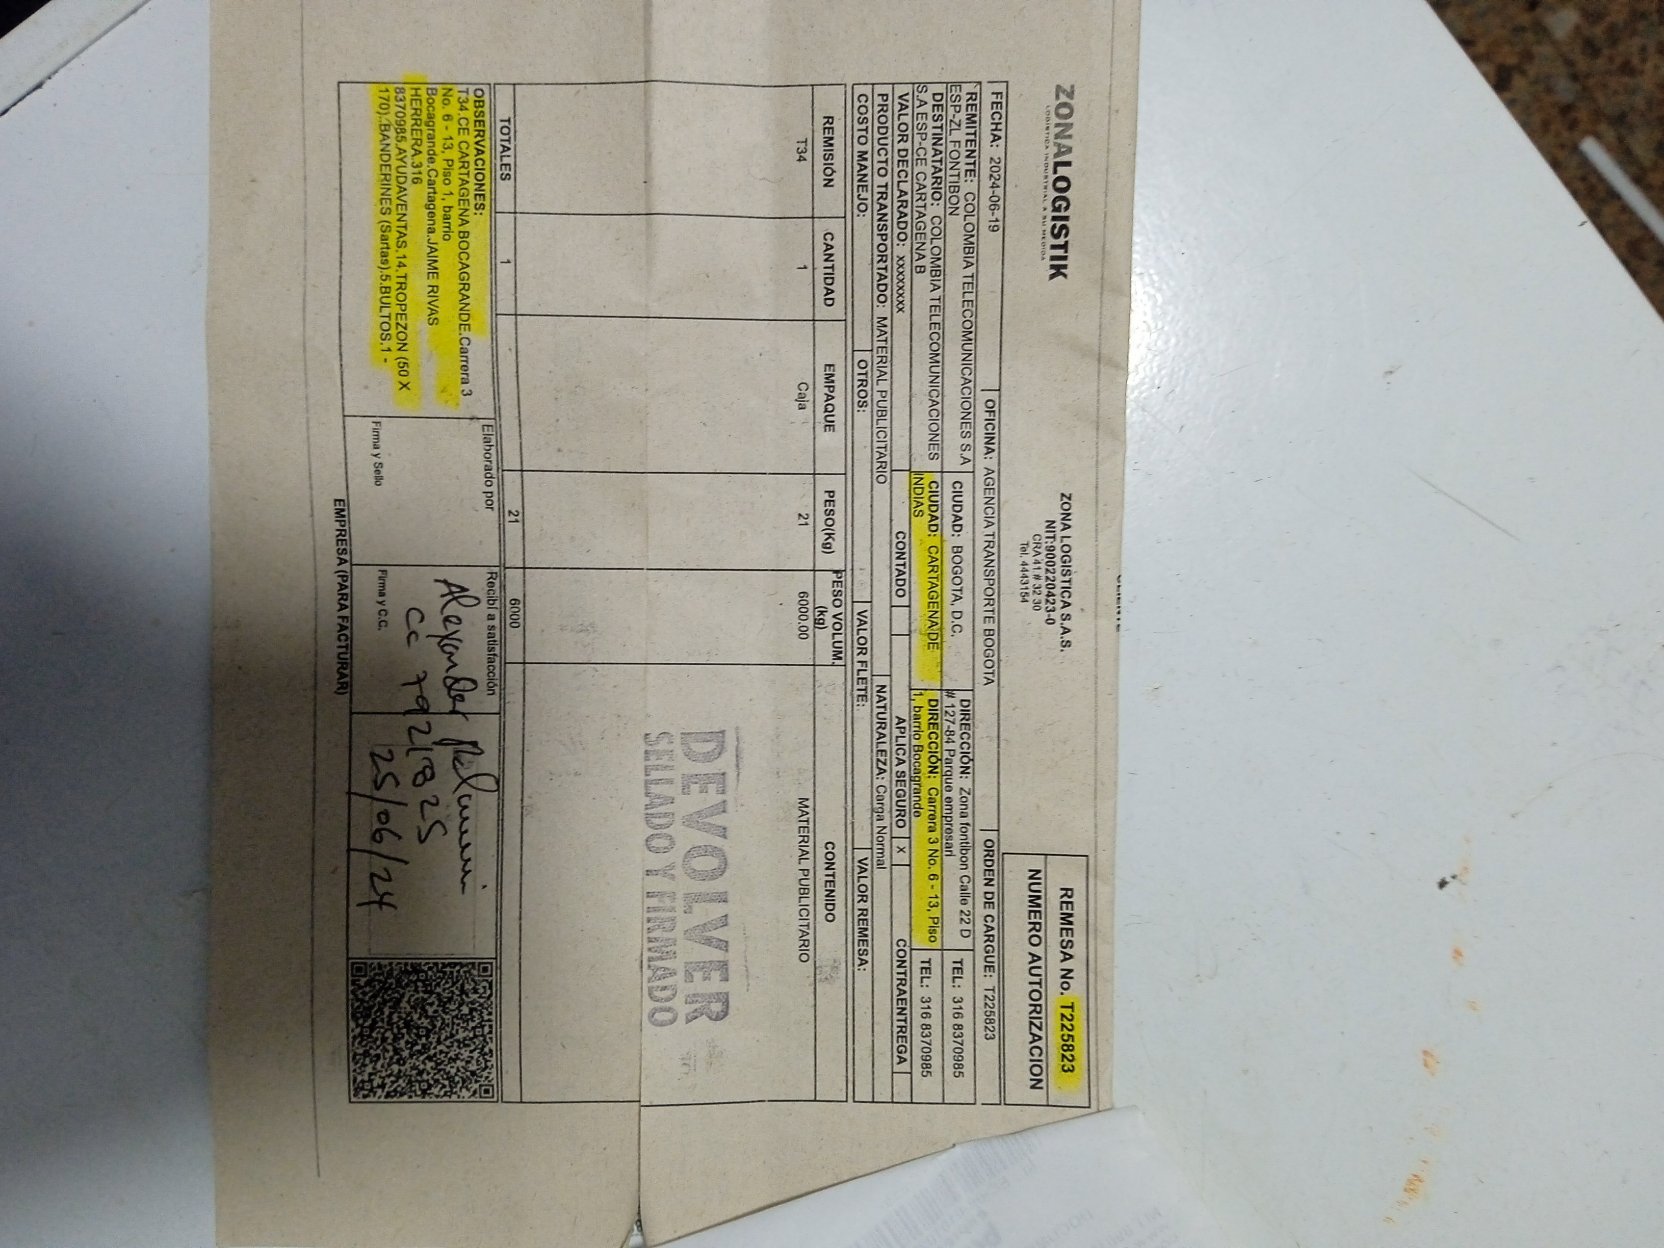 ZONALOGISTIK
LOGISTICA INDUSTRIAL A SU MEDIDA
ZONA LOGISTICA S.A.S.
NIT:900220423-0
CRA 41 # 32 30
Tel. 4443154
REMESA No. T225823
NUMERO AUTORIZACION
FECHA: 2024-06-19 OFICINA: AGENCIA TRANSPORTE BOGOTA ORDEN DE CARGUE: T225823
REMITENTE: COLOMBIA TELECOMUNICACIONES S.A
ESP-ZL FONTIBON
CIUDAD: BOGOTA, D.C.
DIRECCIÓN: Zona fontibon Calle 22 D
# 127-84 Parque empresari
TEL: 316 8370985
DESTINATARIO: COLOMBIA TELECOMUNICACIONES
S.A ESP-CE CARTAGENA B
CIUDAD: CARTAGENA DE
INDIAS
DIRECCIÓN: Carrera 3 No. 6 - 13, Piso
1, barrio Bocagrande
TEL: 316 8370985
VALOR DECLARADO: xxxxxxxx CONTADO APLICA SEGURO X CONTRAENTREGA
PRODUCTO TRANSPORTADO: MATERIAL PUBLICITARIO NATURALEZA: Carga Normal
COSTO MANEJO: OTROS: VALOR FLETE: VALOR REMESA:
REMISIÓN CANTIDAD EMPAQUE PESO(Kg) PESO VOLUM. (kg) CONTENIDO
T34 1 Caja 21 6000.00 MATERIAL PUBLICITARIO
DEVOLVER
SELLADO Y FIRMADO
TOTALES 1 21 6000
OBSERVACIONES:
T34.CE CARTAGENA BOCAGRANDE.Carrera 3
No. 6 - 13, Piso 1, barrio
Bocagrande.Cartagena.JAIME RIVAS
HERRERA.316
8370985.AYUDAVENTAS.14.TROPEZON (50 X
170)..BANDERINES (Sartas).5.BULTOS.1 -
Elaborado por
Firma y Sello
Recibí a satisfacción
Alexander
CC 7921825
25/06/24
Firma y C.C.
EMPRESA (PARA FACTURAR)